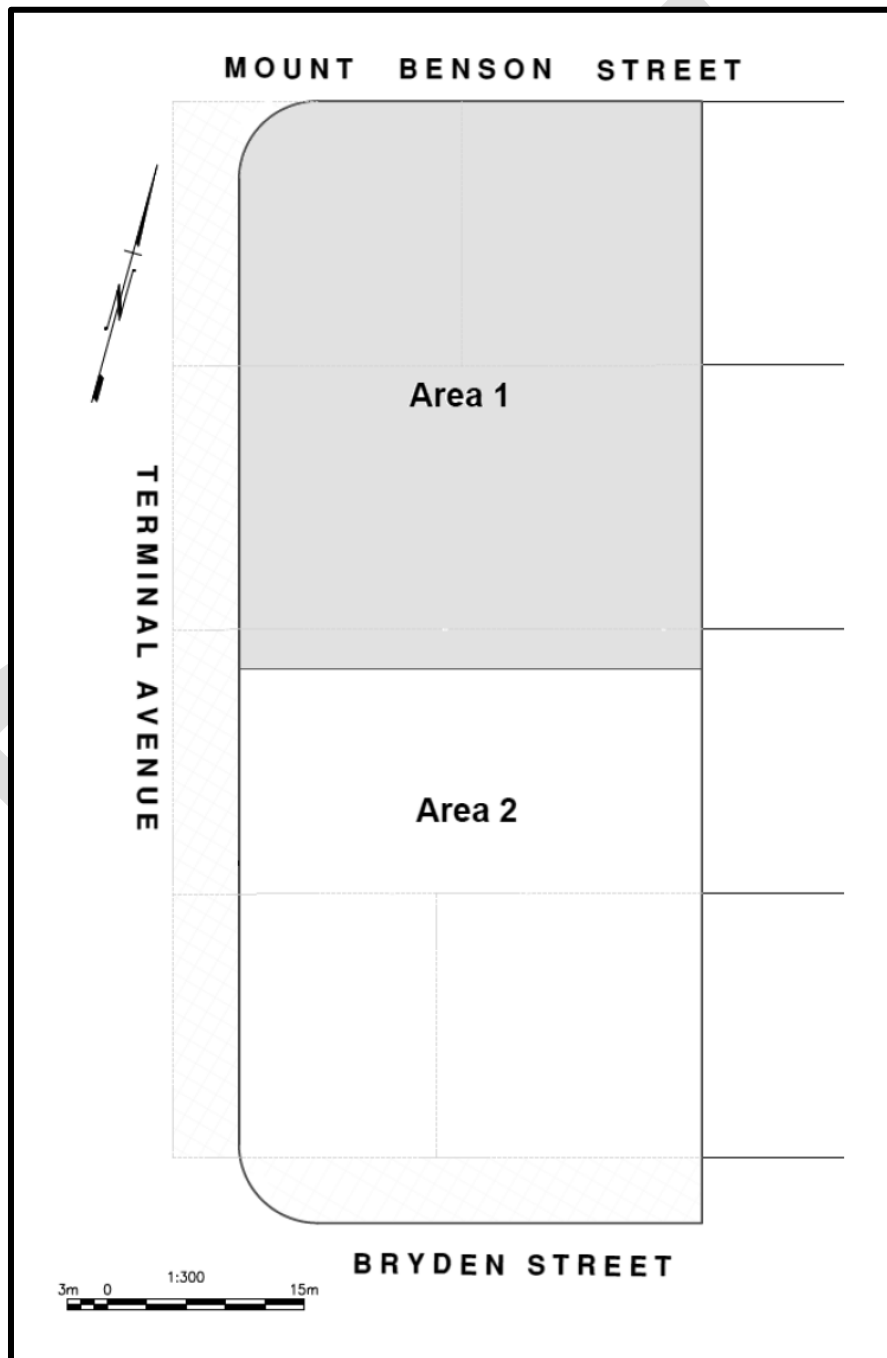 MOUNT BENSON STREET
N
Area 1
TERMINAL AVENUE
Area 2
BRYDEN STREET
1:300
3m 0 15m